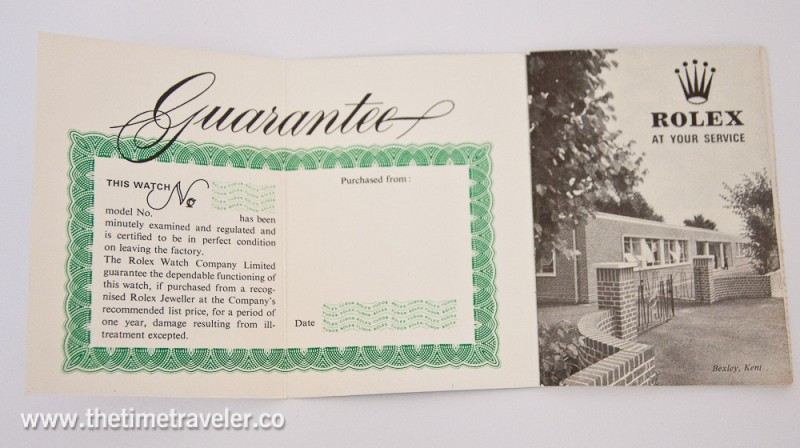 Guarantee
THIS WATCH No
model No.
has been
minutely examined and regulated and
is certified to be in perfect condition
on leaving the factory.
The Rolex Watch Company Limited
guarantee the dependable functioning of
this watch, if purchased from a recog-
nised Rolex Jeweller at the Company's
recommended list price, for a period of
one year, damage resulting from ill-
treatment excepted.
Purchased from :
Date
ROLEX
AT YOUR SERVICE
Bexley, Kent
www.thetimetraveler.co